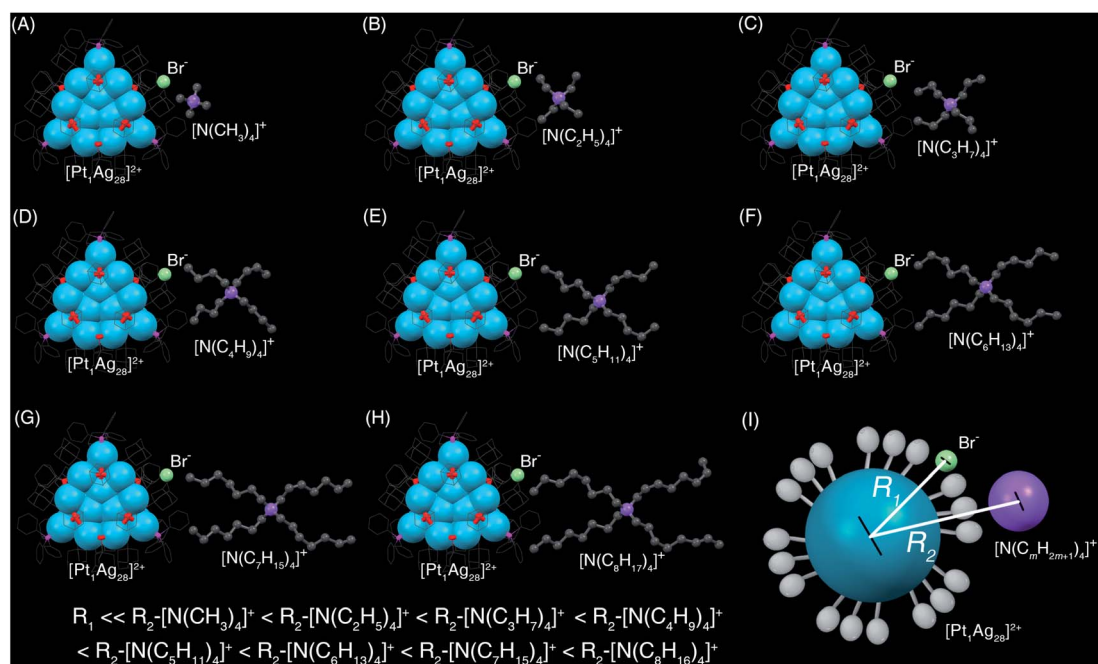 (A)
Br⁻
[N(CH₃)₄]⁺
[Pt₁Ag₂₈]²⁺
(B)
Br⁻
[N(C₂H₅)₄]⁺
[Pt₁Ag₂₈]²⁺
(C)
Br⁻
[N(C₃H₇)₄]⁺
[Pt₁Ag₂₈]²⁺
(D)
Br⁻
[N(C₄H₉)₄]⁺
[Pt₁Ag₂₈]²⁺
(E)
Br⁻
[N(C₅H₁₁)₄]⁺
[Pt₁Ag₂₈]²⁺
(F)
Br⁻
[N(C₆H₁₃)₄]⁺
[Pt₁Ag₂₈]²⁺
(G)
Br⁻
[N(C₇H₁₅)₄]⁺
[Pt₁Ag₂₈]²⁺
(H)
Br⁻
[N(C₈H₁₇)₄]⁺
[Pt₁Ag₂₈]²⁺
(I)
Br⁻
R₁
R₂
[N(CₘH₂ₘ₊₁)₄]⁺
[Pt₁Ag₂₈]²⁺
R₁ << R₂-[N(CH₃)₄]⁺ < R₂-[N(C₂H₅)₄]⁺ < R₂-[N(C₃H₇)₄]⁺ < R₂-[N(C₄H₉)₄]⁺
< R₂-[N(C₅H₁₁)₄]⁺ < R₂-[N(C₆H₁₃)₄]⁺ < R₂-[N(C₇H₁₅)₄]⁺ < R₂-[N(C₈H₁₆)₄]⁺